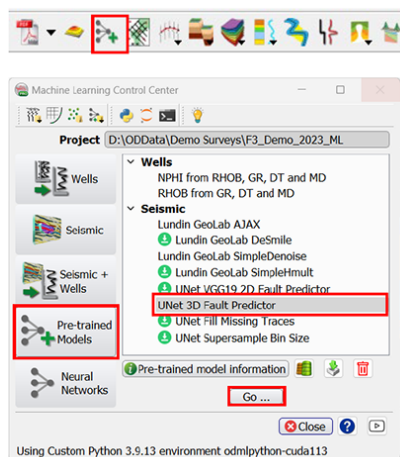 Machine Learning Control Center
Project D:\ODData\Demo Surveys\F3_Demo_2023_ML
Wells
Seismic
Seismic +
Wells
Pre-trained
Models
Neural
Networks
Wells
NPHI from RHOB, GR, DT and MD
RHOB from GR, DT and MD
Seismic
Lundin GeoLab AJAX
Lundin GeoLab DeSmile
Lundin GeoLab SimpleDenoise
Lundin GeoLab SimpleHmult
UNet VGG19 2D Fault Predictor
UNet 3D Fault Predictor
UNet Fill Missing Traces
UNet Supersample Bin Size
Pre-trained model information
Go ...
Close
Using Custom Python 3.9.13 environment odmlpython-cuda113